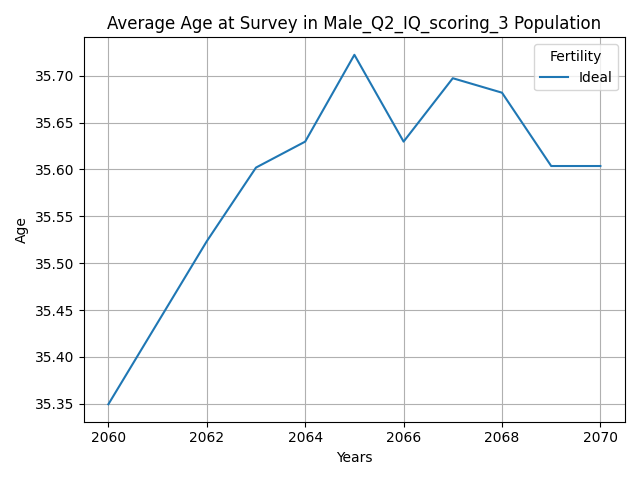 Average Age at Survey in Male_Q2_IQ_scoring_3 Population
Fertility
Ideal
35.70
35.65
35.60
35.55
35.50
35.45
35.40
35.35
Age
2060
2062
2064
2066
2068
2070
Years